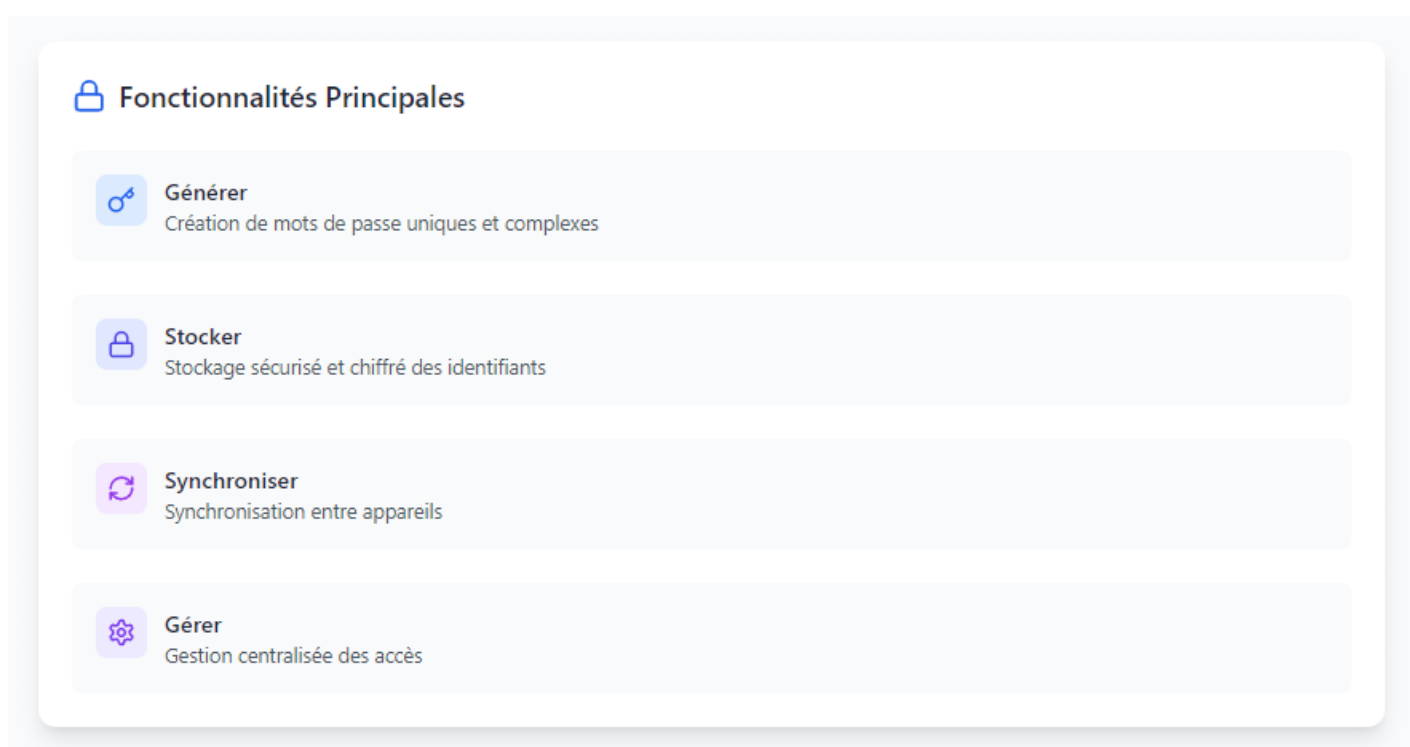 Fonctionnalités Principales
Générer
Création de mots de passe uniques et complexes
Stocker
Stockage sécurisé et chiffré des identifiants
Synchroniser
Synchronisation entre appareils
Gérer
Gestion centralisée des accès